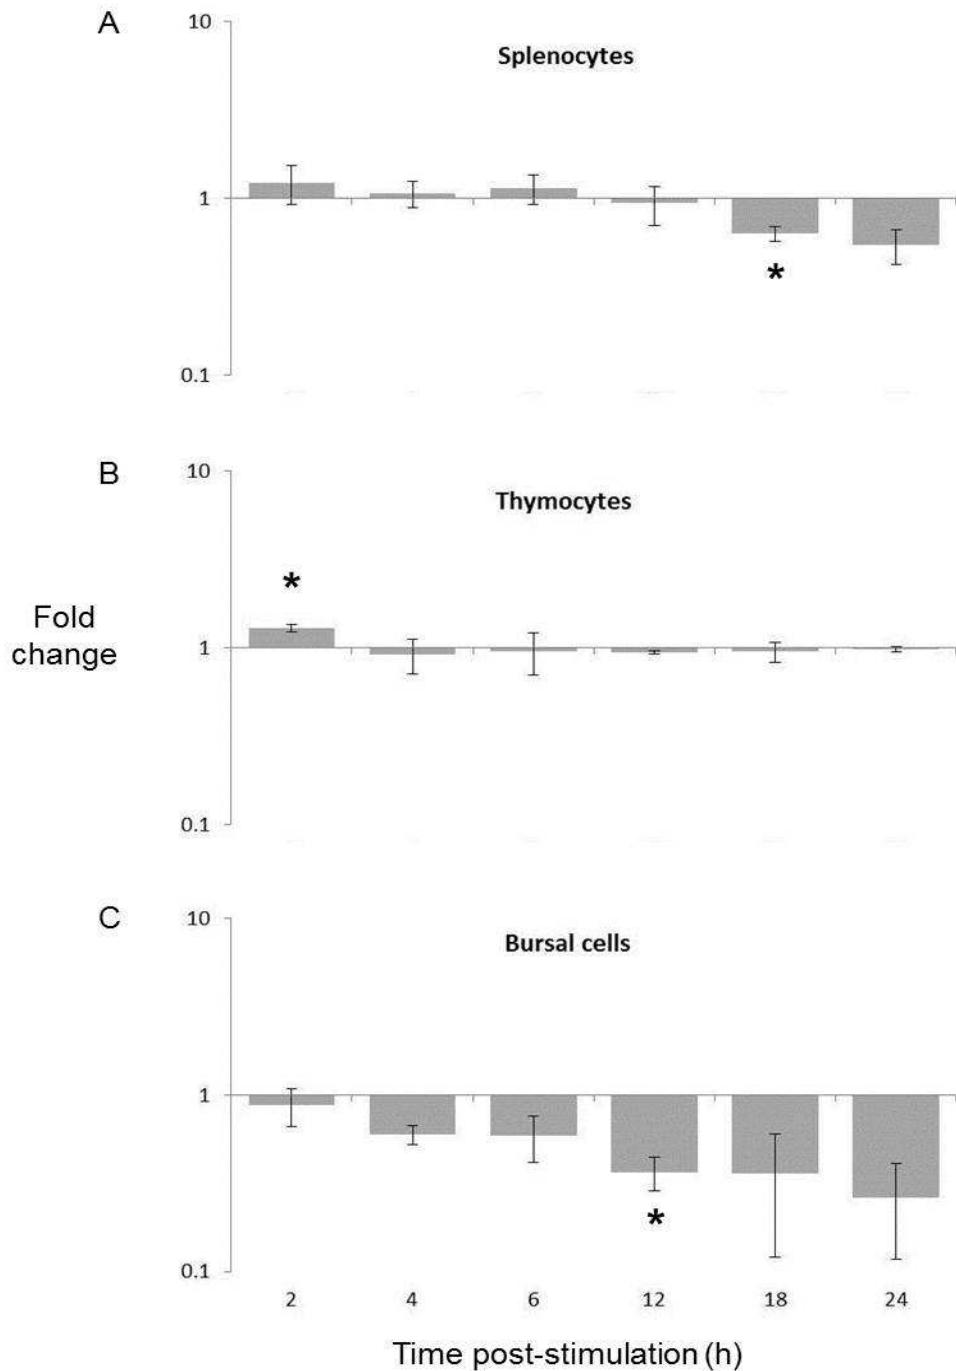 A
10
Splenocytes
1
*
0.1
B
10
Thymocytes
*
Fold
change
1
0.1
C
10
Bursal cells
1
*
0.1
2 4 6 12 18 24
Time post-stimulation (h)